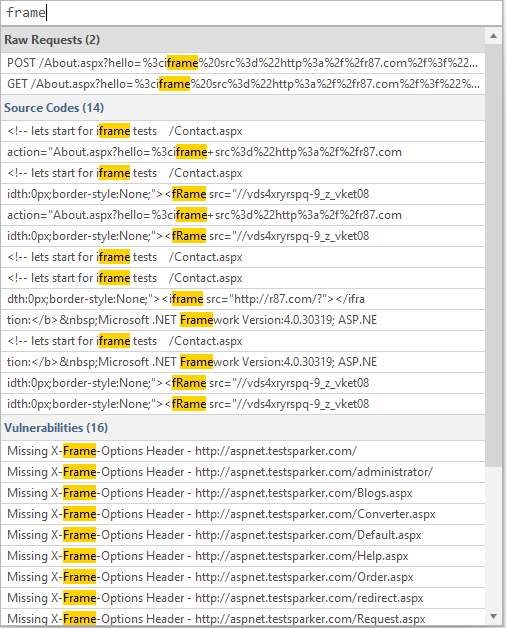 frame
Raw Requests (2)
POST /About.aspx?hello=%3ciframe%20src%3d%22http%3a%2f%2fr87.com%2f%3f%22...
GET /About.aspx?hello=%3ciframe%20src%3d%22http%3a%2f%2fr87.com%2f%3f%22%...
Source Codes (14)
<!-- lets start for iframe tests    /Contact.aspx
action="About.aspx?hello=%3ciframe+src%3d%22http%3a%2f%2fr87.com
<!-- lets start for iframe tests    /Contact.aspx
idth:0px;border-style:None;"><fRame src="//vds4xryrspq-9_z_vket08
action="About.aspx?hello=%3ciframe+src%3d%22http%3a%2f%2fr87.com
idth:0px;border-style:None;"><fRame src="//vds4xryrspq-9_z_vket08
<!-- lets start for iframe tests    /Contact.aspx
<!-- lets start for iframe tests    /Contact.aspx
dth:0px;border-style:None;"><iframe src="http://r87.com/?"></ifra
tion:</b>&nbsp;Microsoft .NET Framework Version:4.0.30319; ASP.NE
<!-- lets start for iframe tests    /Contact.aspx
tion:</b>&nbsp;Microsoft .NET Framework Version:4.0.30319; ASP.NE
idth:0px;border-style:None;"><fRame src="//vds4xryrspq-9_z_vket08
idth:0px;border-style:None;"><fRame src="//vds4xryrspq-9_z_vket08
Vulnerabilities (16)
Missing X-Frame-Options Header - http://aspnet.testsparker.com/
Missing X-Frame-Options Header - http://aspnet.testsparker.com/administrator/
Missing X-Frame-Options Header - http://aspnet.testsparker.com/Blogs.aspx
Missing X-Frame-Options Header - http://aspnet.testsparker.com/Converter.aspx
Missing X-Frame-Options Header - http://aspnet.testsparker.com/Default.aspx
Missing X-Frame-Options Header - http://aspnet.testsparker.com/Help.aspx
Missing X-Frame-Options Header - http://aspnet.testsparker.com/Order.aspx
Missing X-Frame-Options Header - http://aspnet.testsparker.com/redirect.aspx
Missing X-Frame-Options Header - http://aspnet.testsparker.com/Request.aspx